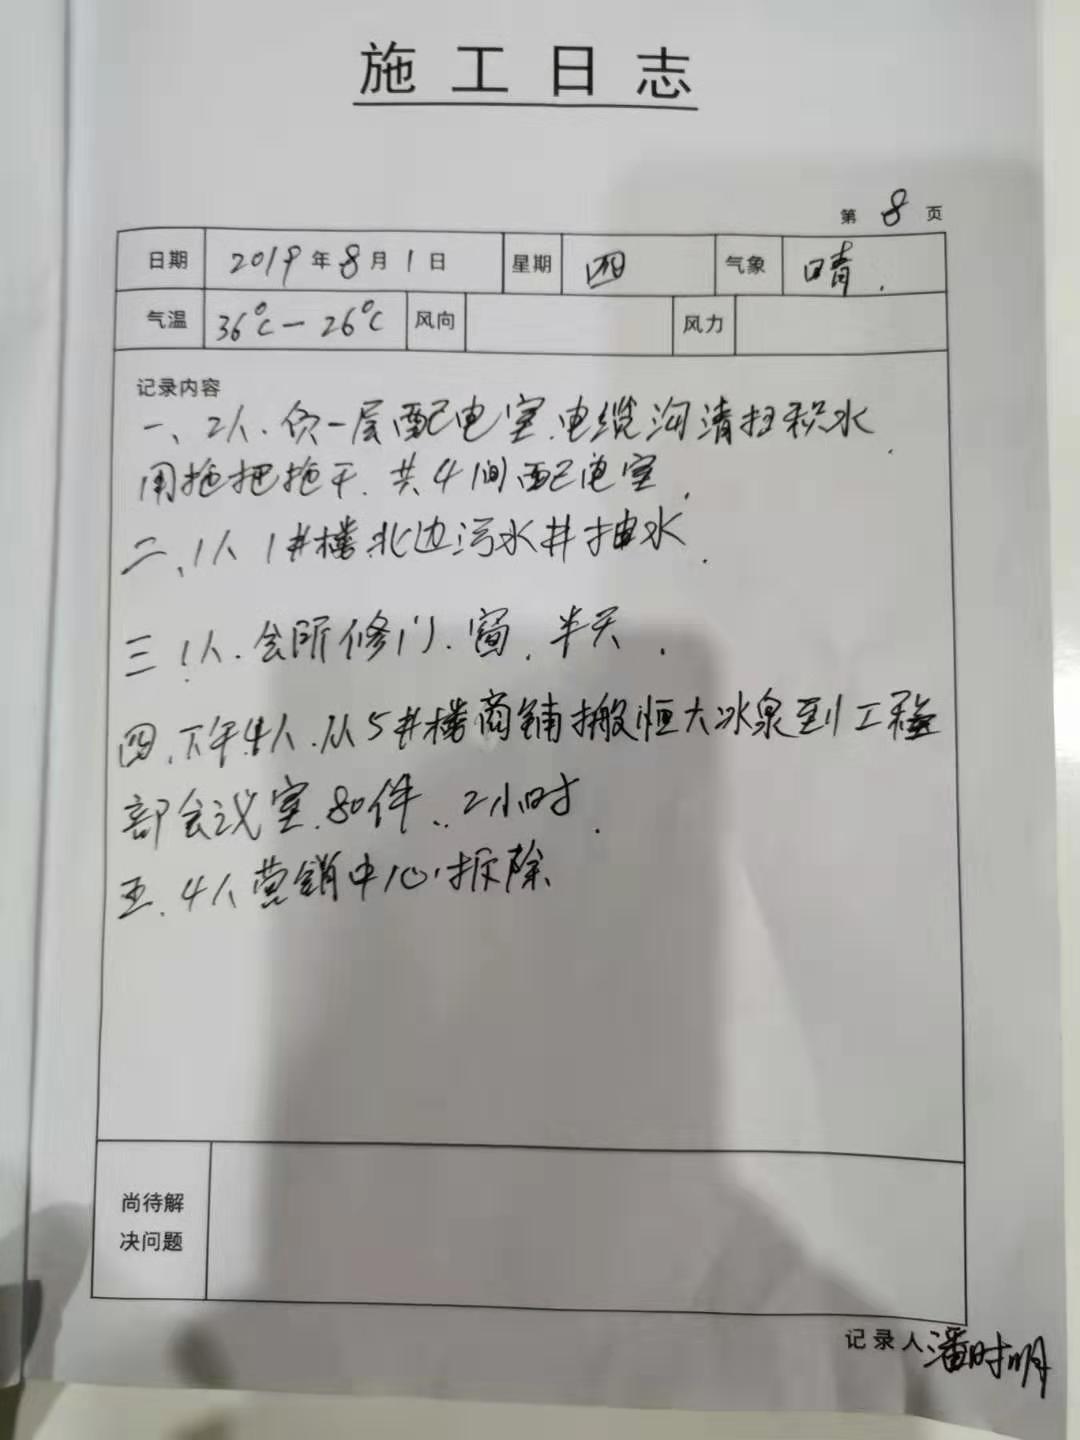 施工日志
第 8 页
日期 2019年8月1日 星期 四 气象 晴.
气温 36℃-26℃ 风向 风力
记录内容
一、2人.负一层配电室.电缆沟清扫积水.
用拖把拖干.共4间配电室.
二、1人 1#楼北边污水井抽水.
三 1人.会所修门.窗.半天.
四.下午4人.从5#楼商铺搬恒大冰泉到工程
部会议室.80件..2小时.
五.4人营销中心拆除
尚待解
决问题
记录人 潘时明